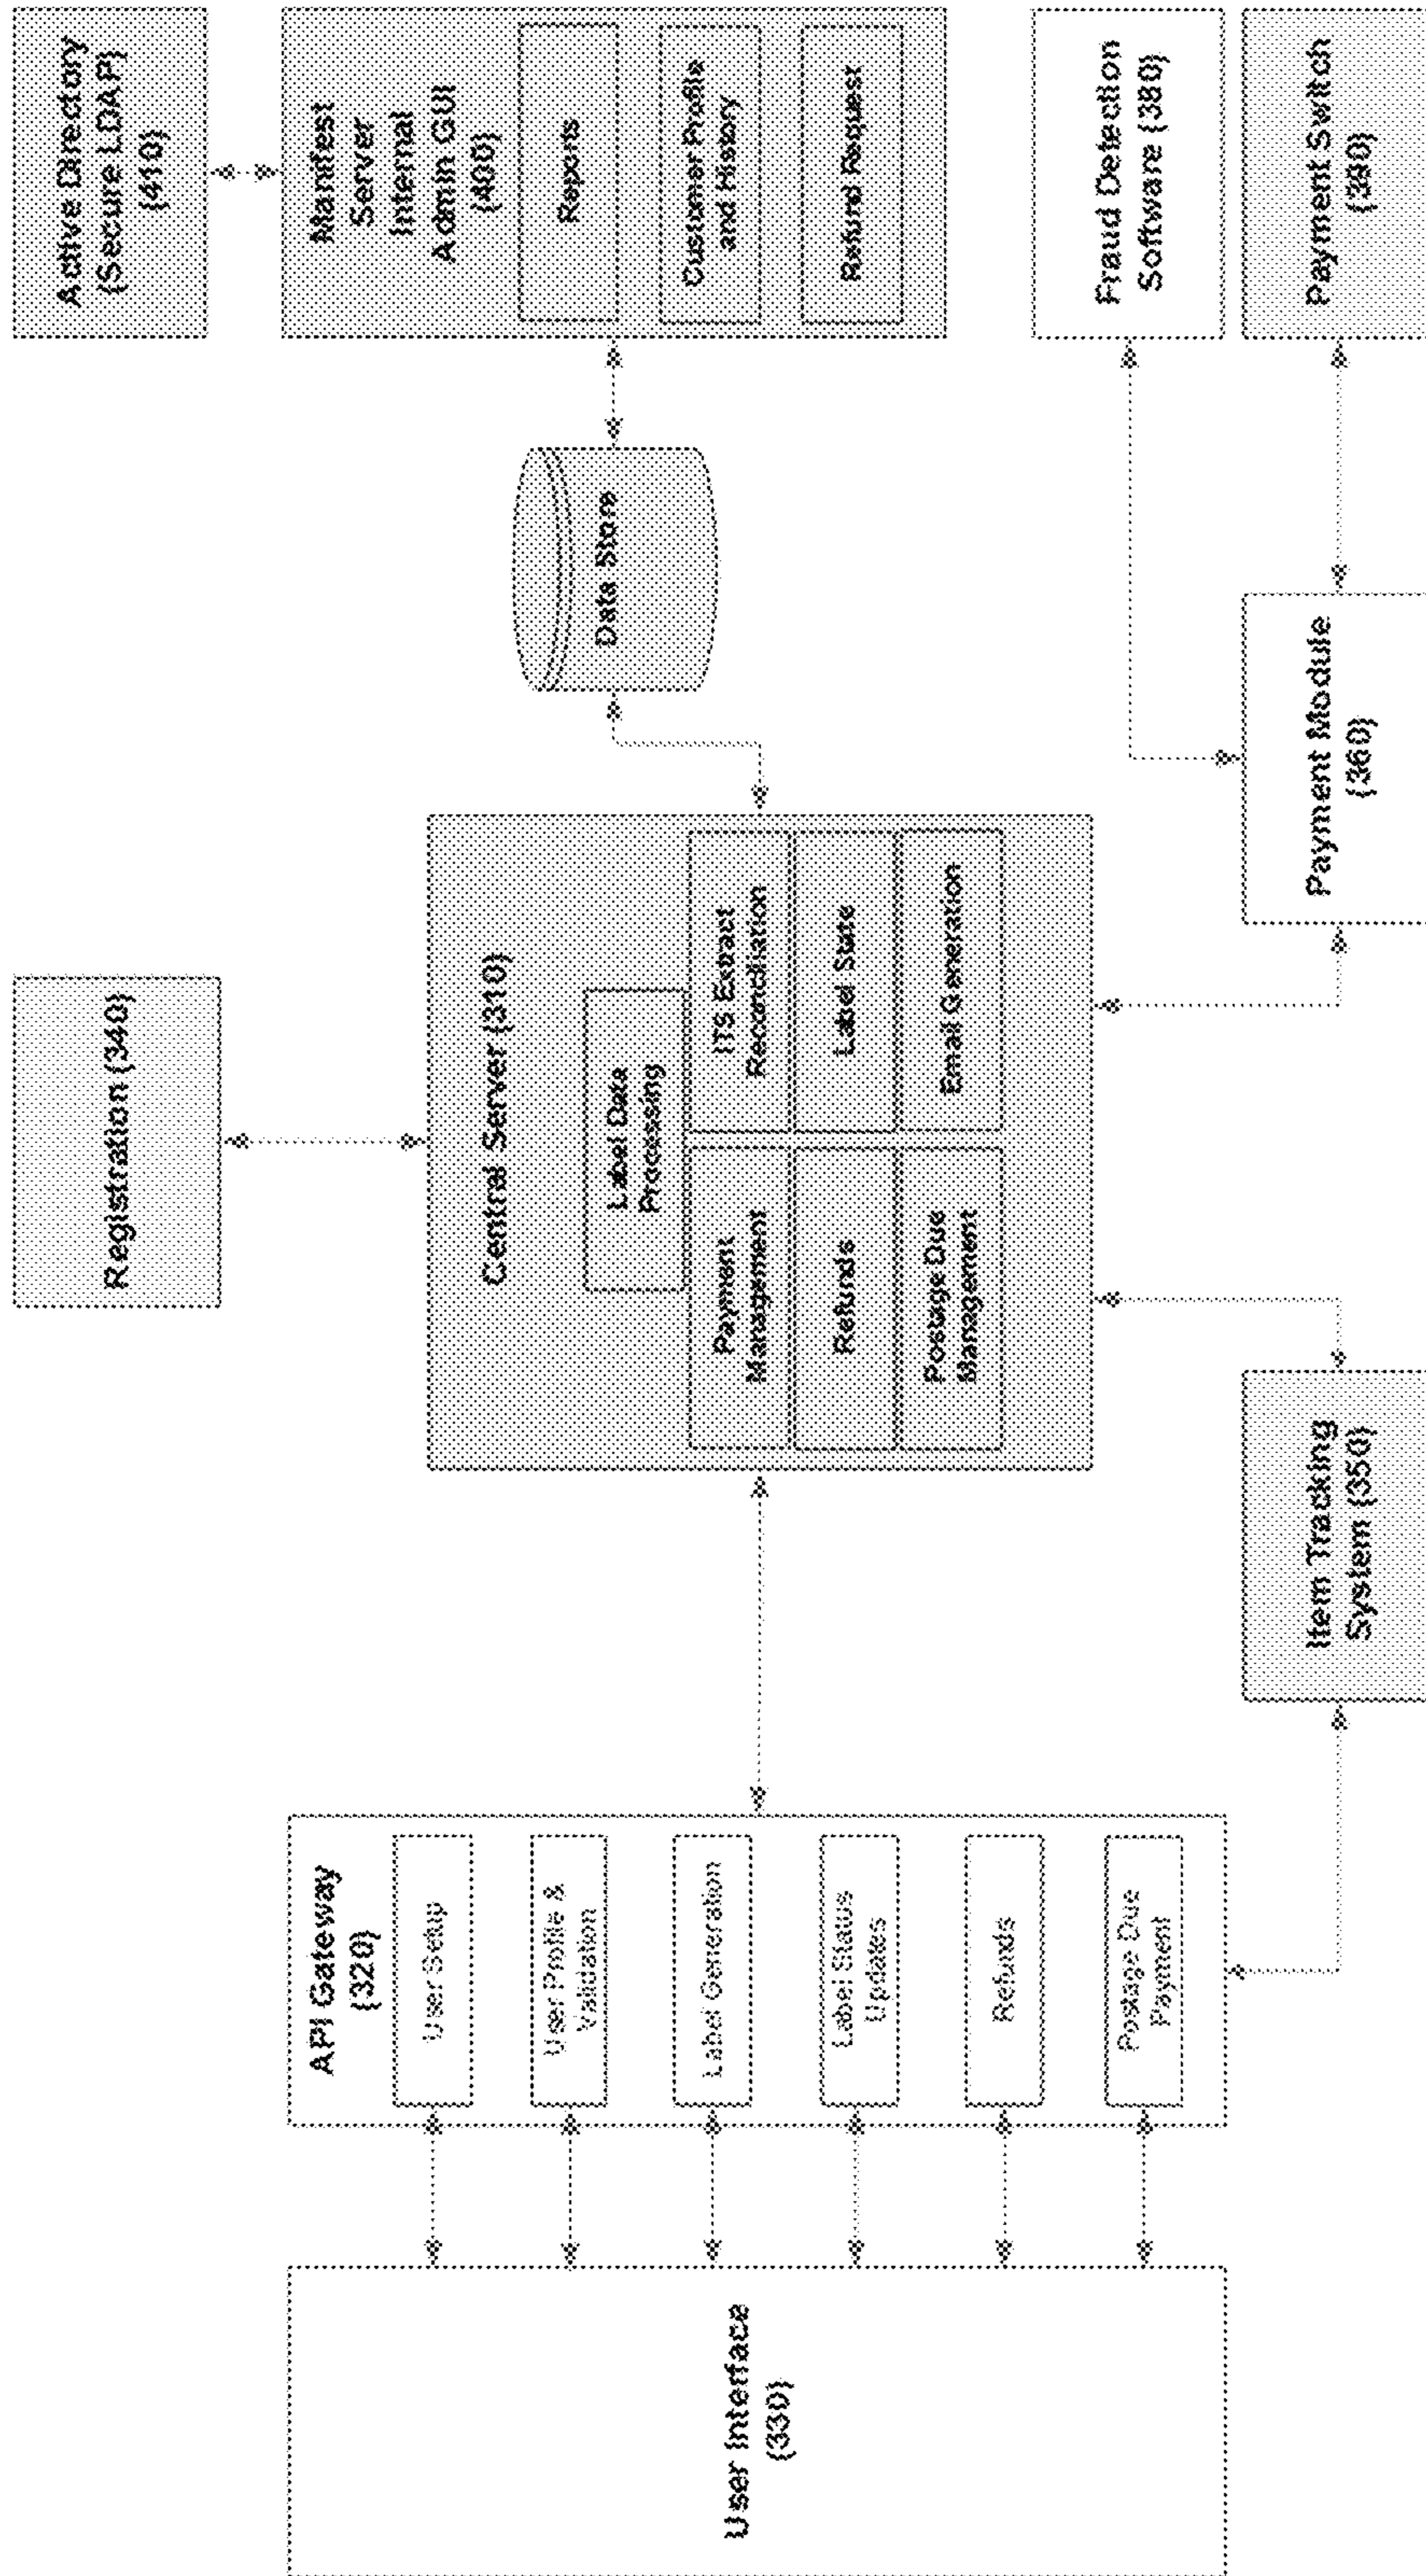 User Interface
(330)
API Gateway
(320)
User Setup
User Profile &
Validation
Label Generation
Label Status
Updates
Refunds
Postage Due
Payment
Registration (340)
Central Server (310)
Label Data
Processing
Payment
Management
ITS Extract
Reconciliation
Refunds
Label State
Postage Due
Management
Email Generation
Item Tracking
System (350)
Data Store
Payment Module
(360)
Active Directory
(Secure LDAP)
(410)
Manifest
Server
Internal
Admin GUI
(400)
Reports
Customer Profile
and History
Refund Request
Fraud Detection
Software (380)
Payment Switch
(390)